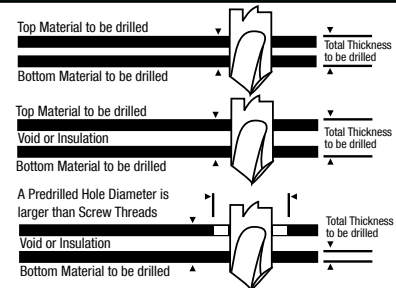 Top Material to be drilled
Total Thickness
to be drilled
Bottom Material to be drilled
Top Material to be drilled
Total Thickness
to be drilled
Void or Insulation
Bottom Material to be drilled
A Predrilled Hole Diameter is
larger than Screw Threads
Total Thickness
to be drilled
Void or Insulation
Bottom Material to be drilled